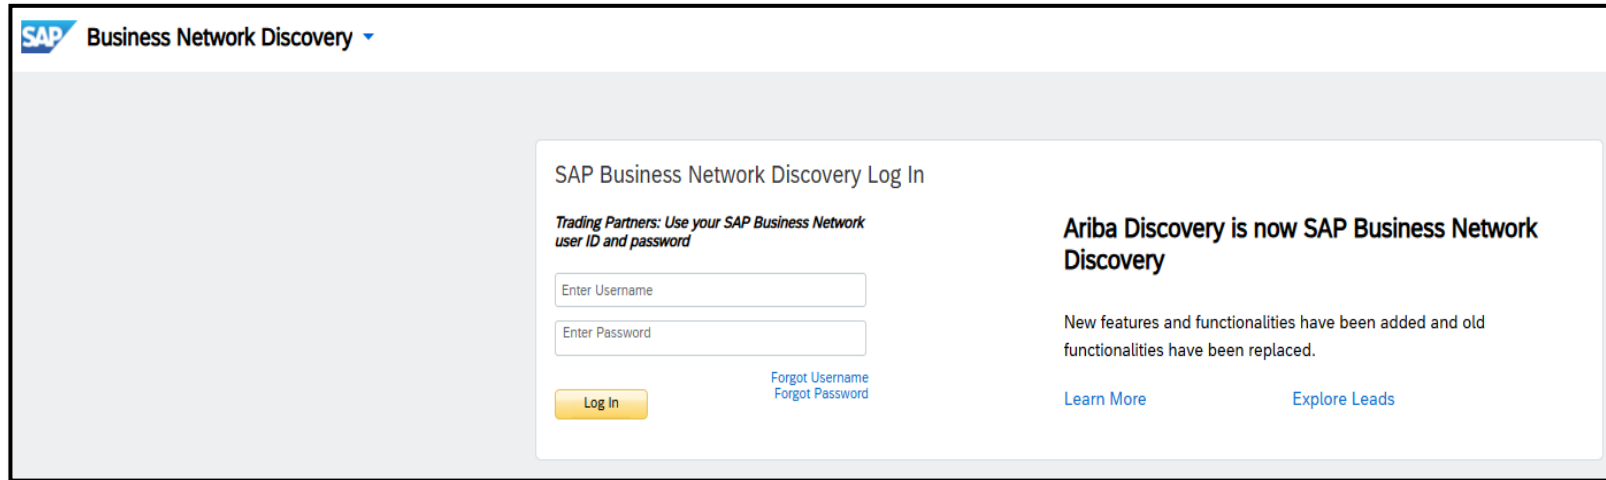 SAP Business Network Discovery
SAP Business Network Discovery Log In
Trading Partners: Use your SAP Business Network
user ID and password
Enter Username
Enter Password
Forgot Username
Forgot Password
Log In
Ariba Discovery is now SAP Business Network
Discovery
New features and functionalities have been added and old
functionalities have been replaced.
Learn More
Explore Leads